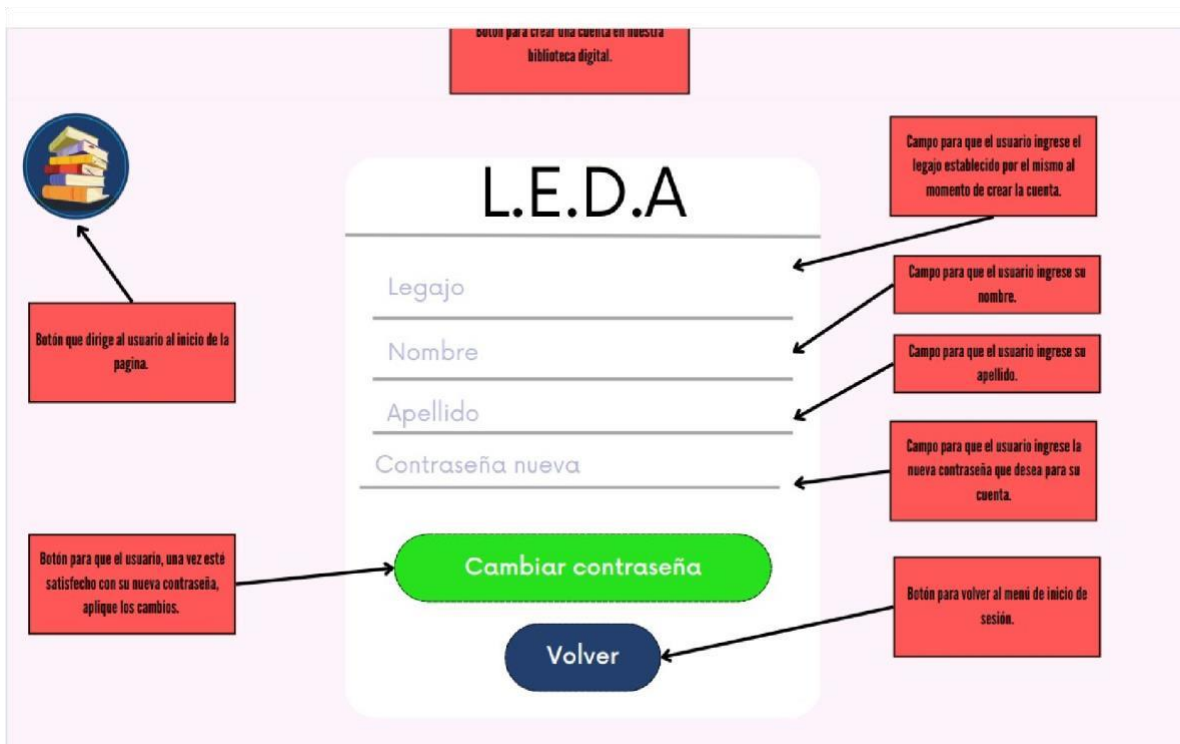 Botón para crear una cuenta en nuestra
biblioteca digital.
Campo para que el usuario ingrese el
legajo establecido por el mismo al
momento de crear la cuenta.
L.E.D.A
Legajo
Campo para que el usuario ingrese su
nombre.
Botón que dirige al usuario al inicio de la
pagina.
Nombre
Campo para que el usuario ingrese su
apellido.
Apellido
Contraseña nueva
Campo para que el usuario ingrese la
nueva contraseña que desea para su
cuenta.
Botón para que el usuario, una vez esté
satisfecho con su nueva contraseña,
aplique los cambios.
Cambiar contraseña
Botón para volver al menú de inicio de
sesión.
Volver